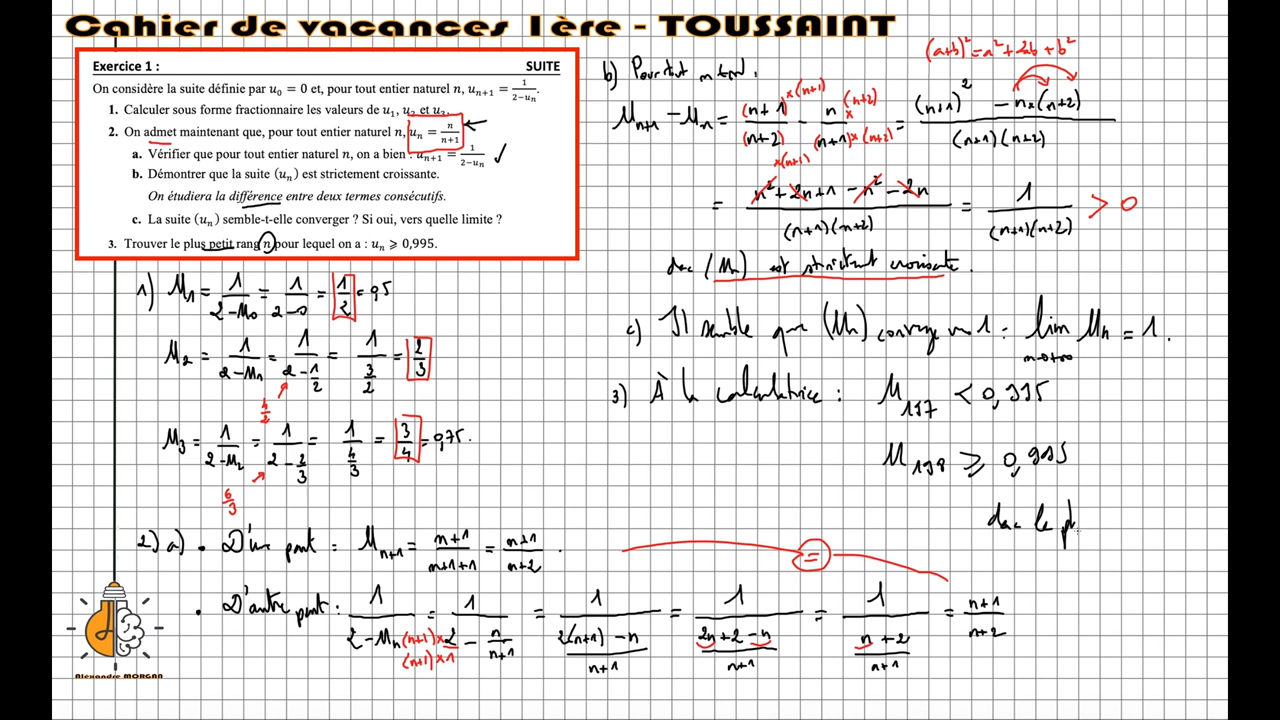 Cahier de vacances 1ère - TOUSSAINT
Exercice 1 : SUITE
On considère la suite définie par u₀ = 0 et, pour tout entier naturel n, uₙ₊₁ = 1/(2−uₙ).
1. Calculer sous forme fractionnaire les valeurs de u₁, u₂ et u₃.
2. On admet maintenant que, pour tout entier naturel n, uₙ = n/(n+1)
a. Vérifier que pour tout entier naturel n, on a bien : uₙ₊₁ = 1/(2−uₙ)
b. Démontrer que la suite (uₙ) est strictement croissante.
On étudiera la différence entre deux termes consécutifs.
c. La suite (uₙ) semble-t-elle converger ? Si oui, vers quelle limite ?
3. Trouver le plus petit rang n pour lequel on a : uₙ ⩾ 0,995.
1) u₁ = 1/(2−u₀) = 1/(2−0) = 1/2 = 0,5
u₂ = 1/(2−u₁) = 1/(2−1/2) = 1/(3/2) = 2/3
4/2
u₃ = 1/(2−u₂) = 1/(2−2/3) = 1/(4/3) = 3/4 = 0,75.
6/3
2) a) • D'une part : uₙ₊₁ = (n+1)/(n+1+1) = (n+1)/(n+2).
=
• D'autre part : 1/(2−uₙ) = 1/(2 − n/(n+1)) = 1/((2(n+1)−n)/(n+1)) = 1/((2n+2−n)/(n+1)) = 1/((n+2)/(n+1)) = (n+1)/(n+2)
(n+1)×
(n+1)×1
(a+b)² = a² + 2ab + b²
b) Pour tout n entier,
uₙ₊₁ − uₙ = (n+1)×(n+1)/(n+2)×(n+1) − n×(n+2)/(n+1)×(n+2) = ((n+1)² − n×(n+2))/((n+1)(n+2))
= (n² + 2n + 1 − n² − 2n)/((n+1)(n+2)) = 1/((n+1)(n+2)) > 0
donc (uₙ) est strictement croissante.
c) Il semble que (uₙ) converge vers 1 : lim uₙ = 1.
n→+∞
3) À la calculatrice : u₁₉₇ < 0,995
u₁₉₈ ⩾ 0,995
donc le pl
Alexandre MORGAN